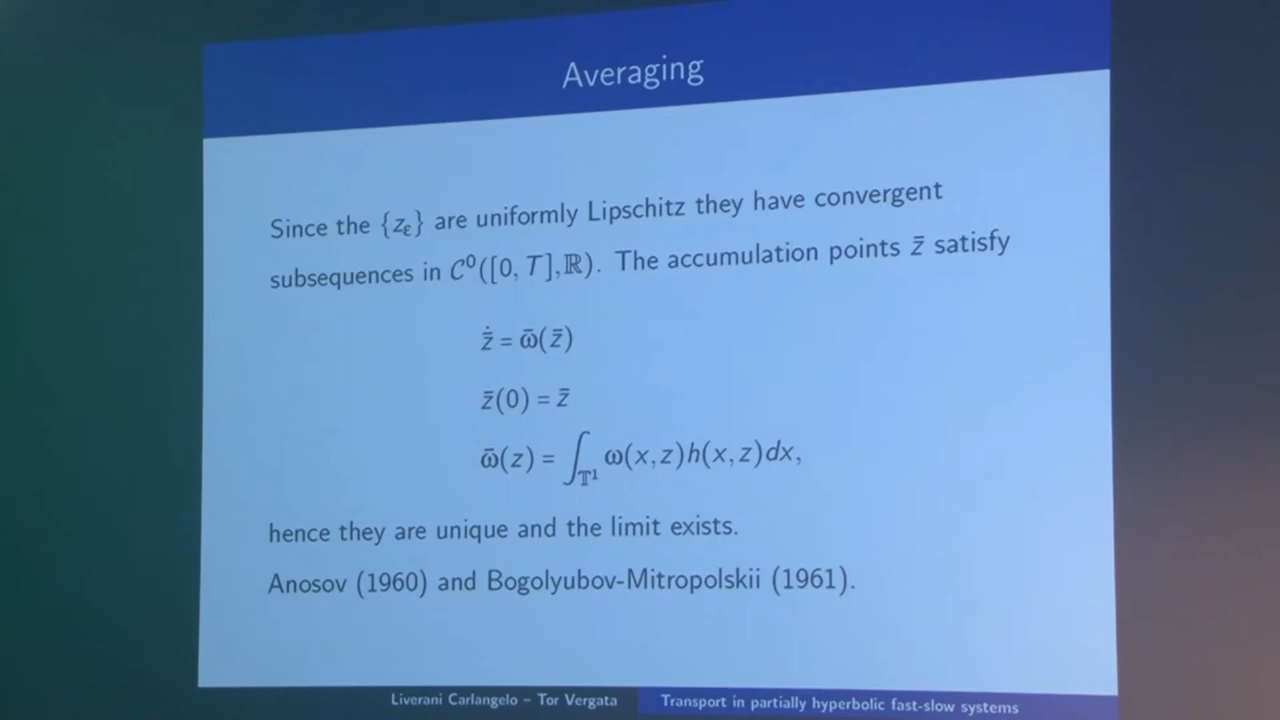 Averaging
Since the {z_ε} are uniformly Lipschitz they have convergent
subsequences in 𝒞⁰([0, T],ℝ). The accumulation points z̄ satisfy
ż̄ = ω̄(z̄)
z̄(0) = z̄
ω̄(z) = ∫_𝕋¹ ω(x,z)h(x,z)dx,
hence they are unique and the limit exists.
Anosov (1960) and Bogolyubov-Mitropolskii (1961).
Liverani Carlangelo – Tor Vergata
Transport in partially hyperbolic fast-slow systems